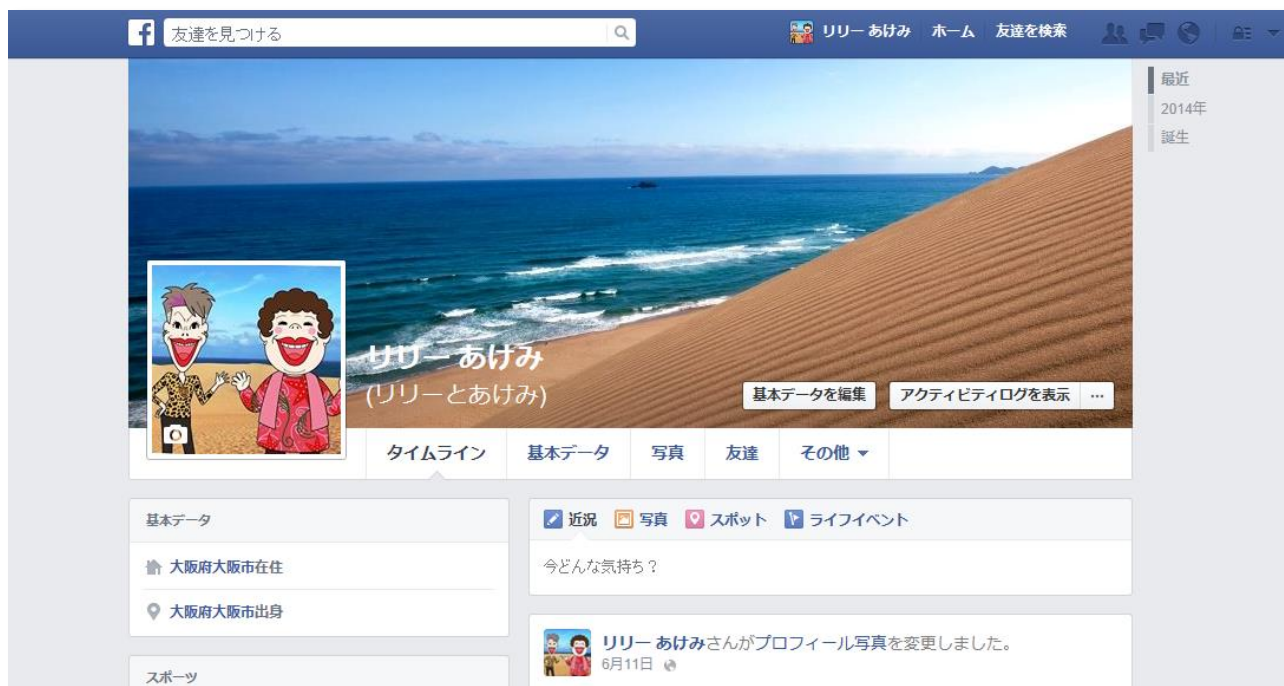 f 友達を見つける
リリー あけみ ホーム 友達を検索
最近
2014年
誕生
リリー あけみ
(リリーとあけみ)
基本データを編集 アクティビティログを表示 ...
タイムライン 基本データ 写真 友達 その他
基本データ
大阪府大阪市在住
大阪府大阪市出身
スポーツ
近況 写真 スポット ライフイベント
今どんな気持ち？
リリー あけみさんがプロフィール写真を変更しました。
6月11日